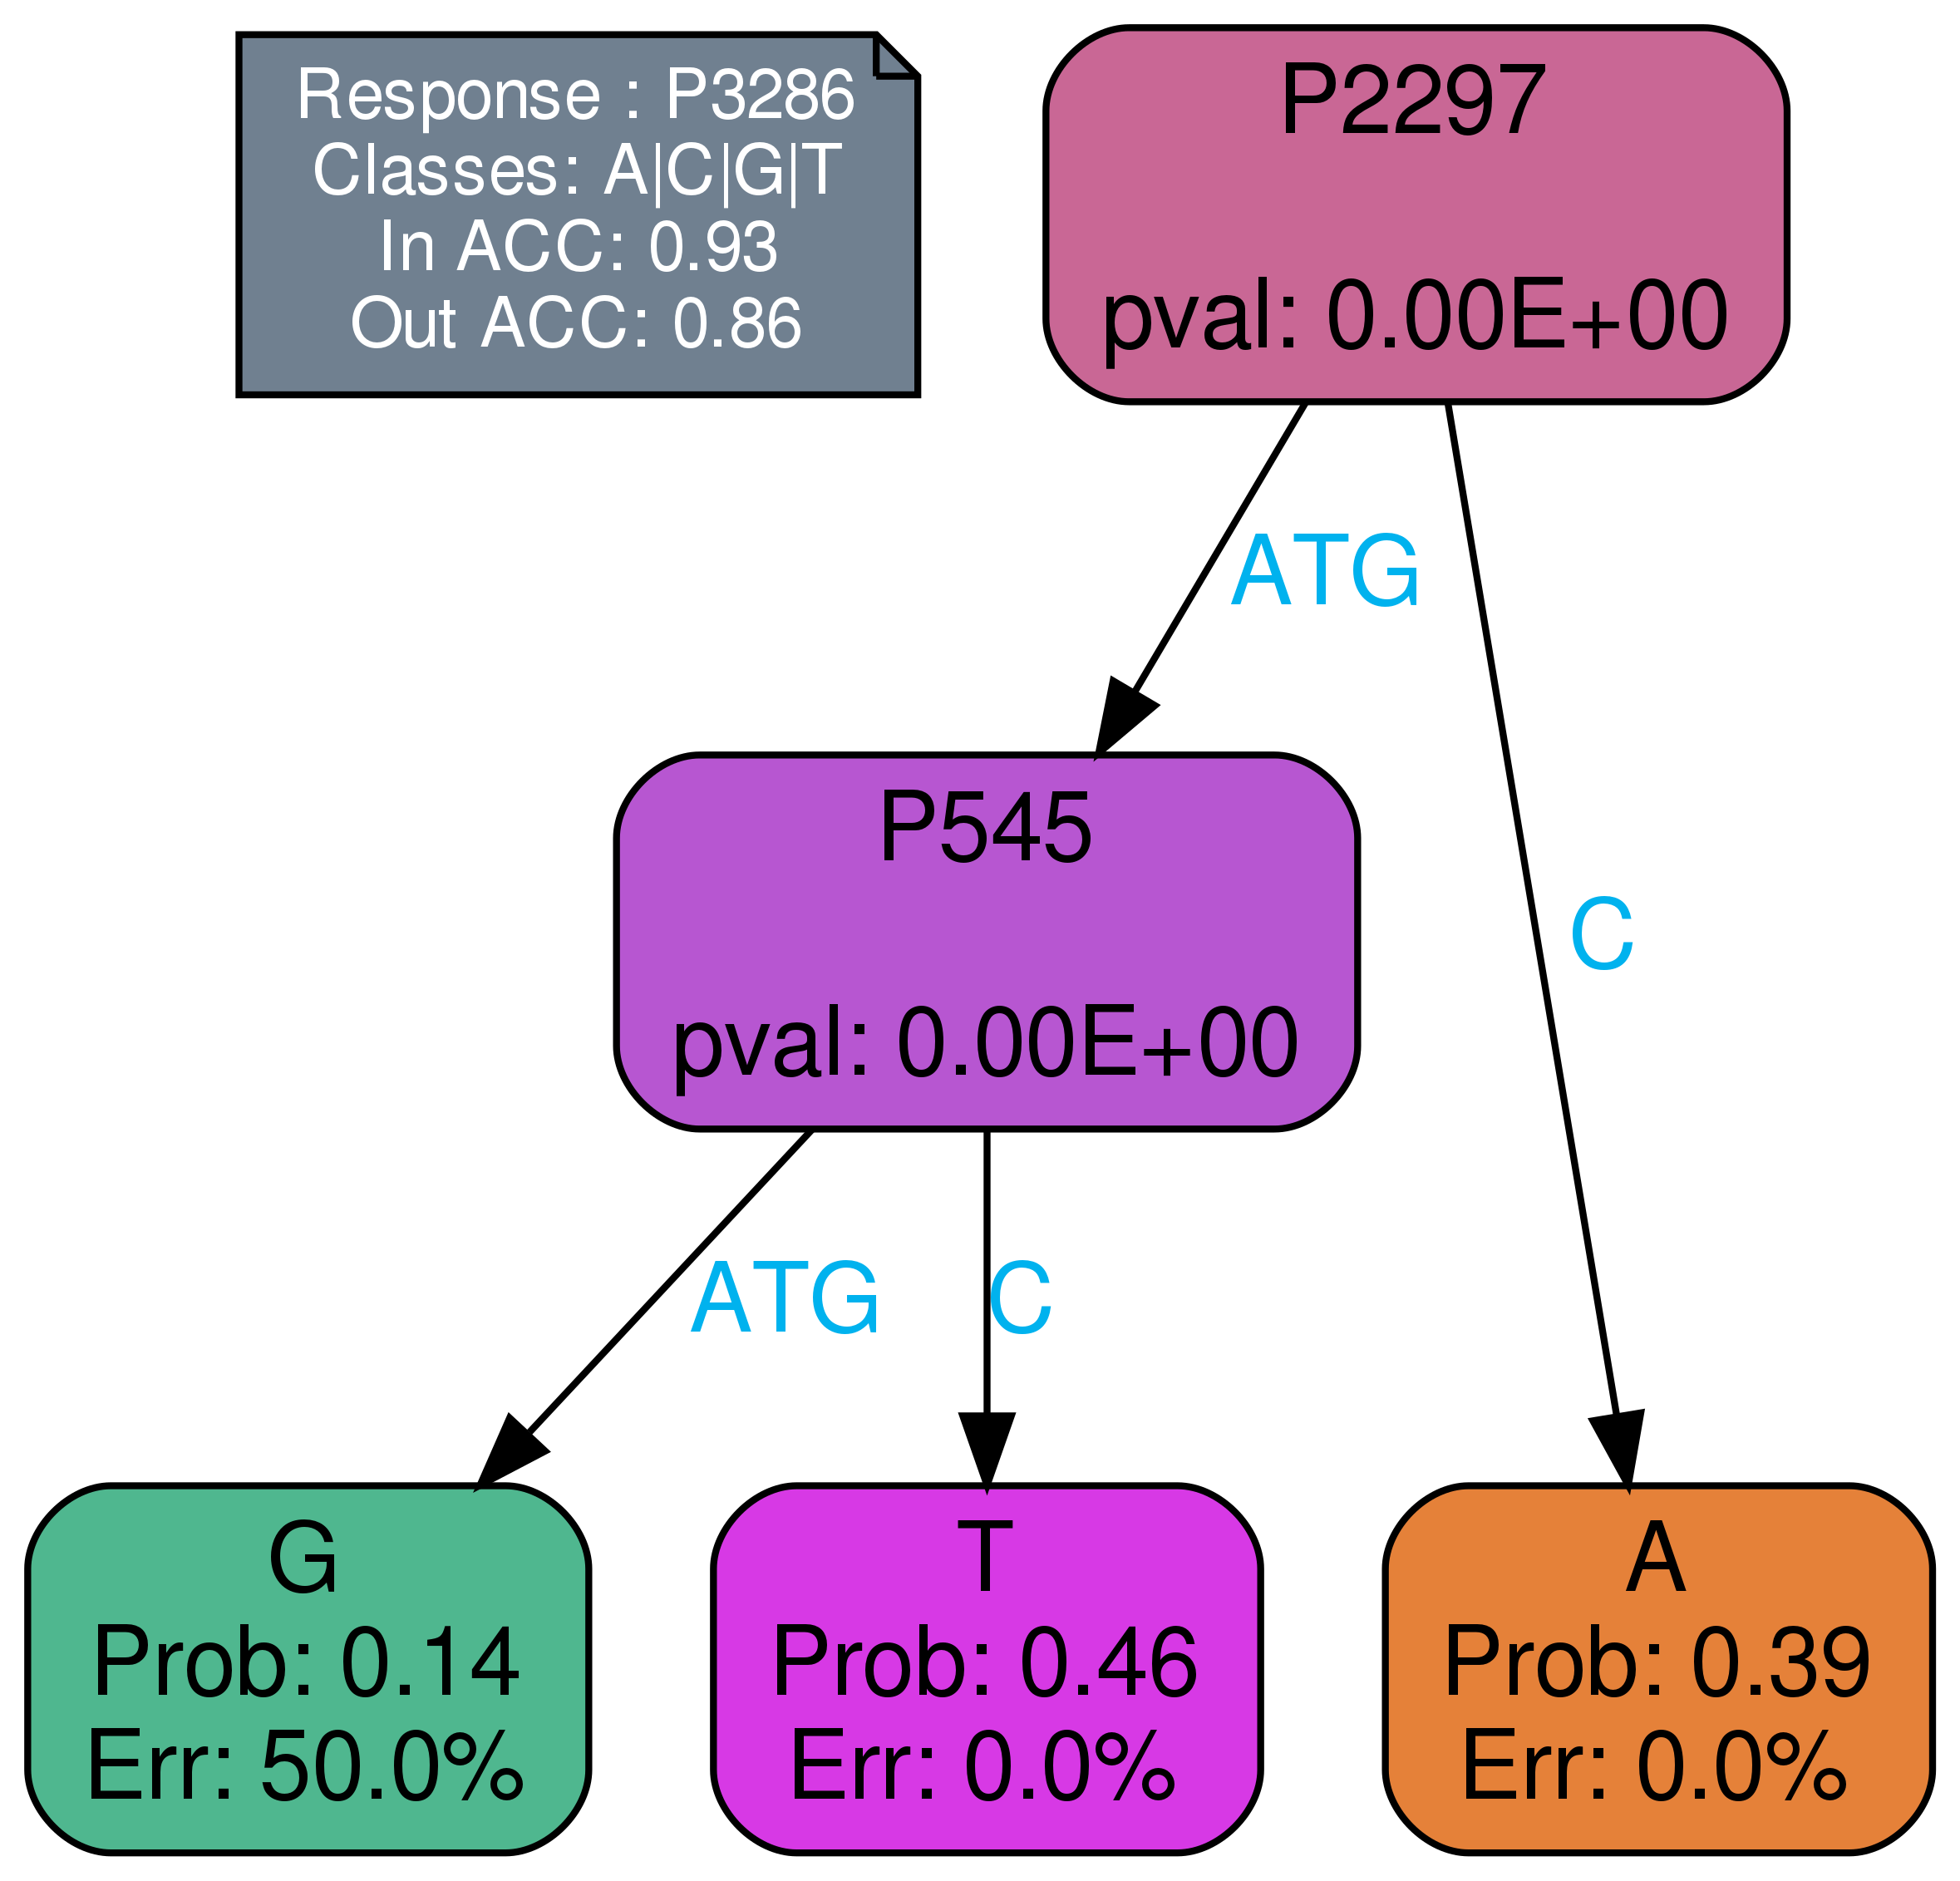 Response : P3286
Classes: A|C|G|T
In ACC: 0.93
Out ACC: 0.86
P2297
pval: 0.00E+00
ATG
C
P545
pval: 0.00E+00
ATG
C
G
Prob: 0.14
Err: 50.0%
T
Prob: 0.46
Err: 0.0%
A
Prob: 0.39
Err: 0.0%